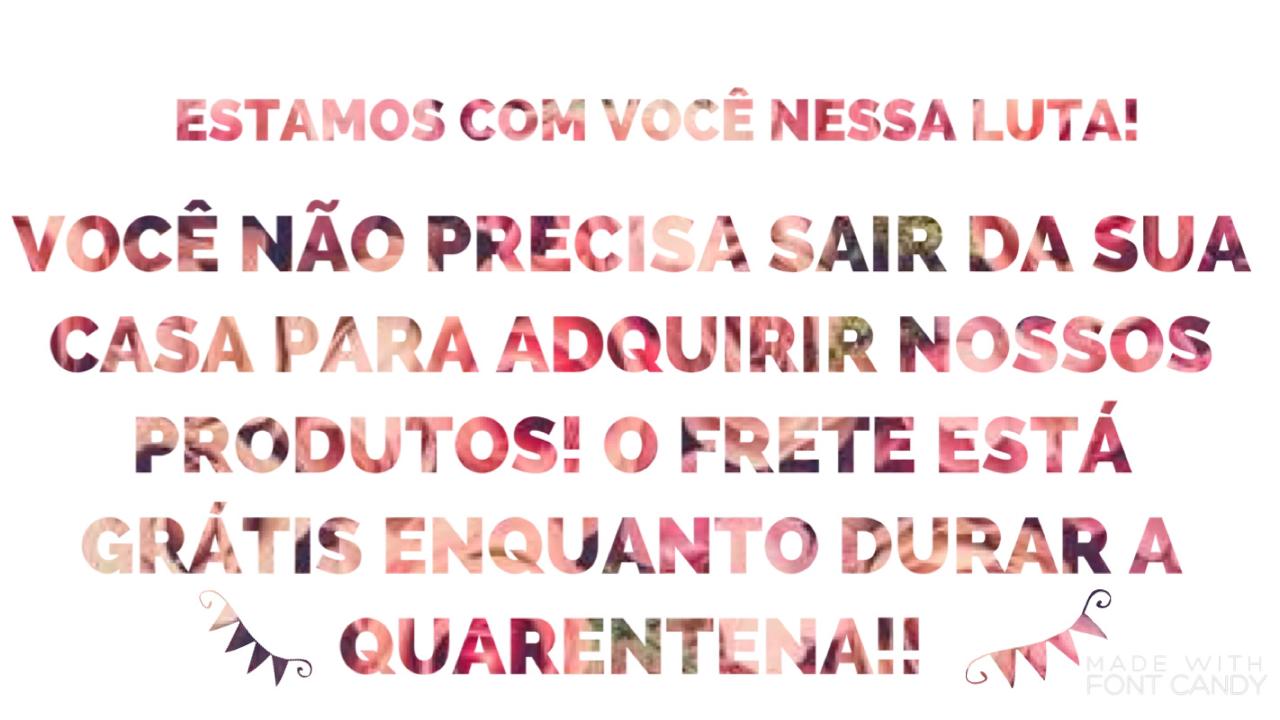 ESTAMOS COM VOCÊ NESSA LUTA!
VOCÊ NÃO PRECISA SAIR DA SUA
CASA PARA ADQUIRIR NOSSOS
PRODUTOS! O FRETE ESTÁ
GRÁTIS ENQUANTO DURAR A
QUARENTENA!!
MADE WITH
FONT CANDY